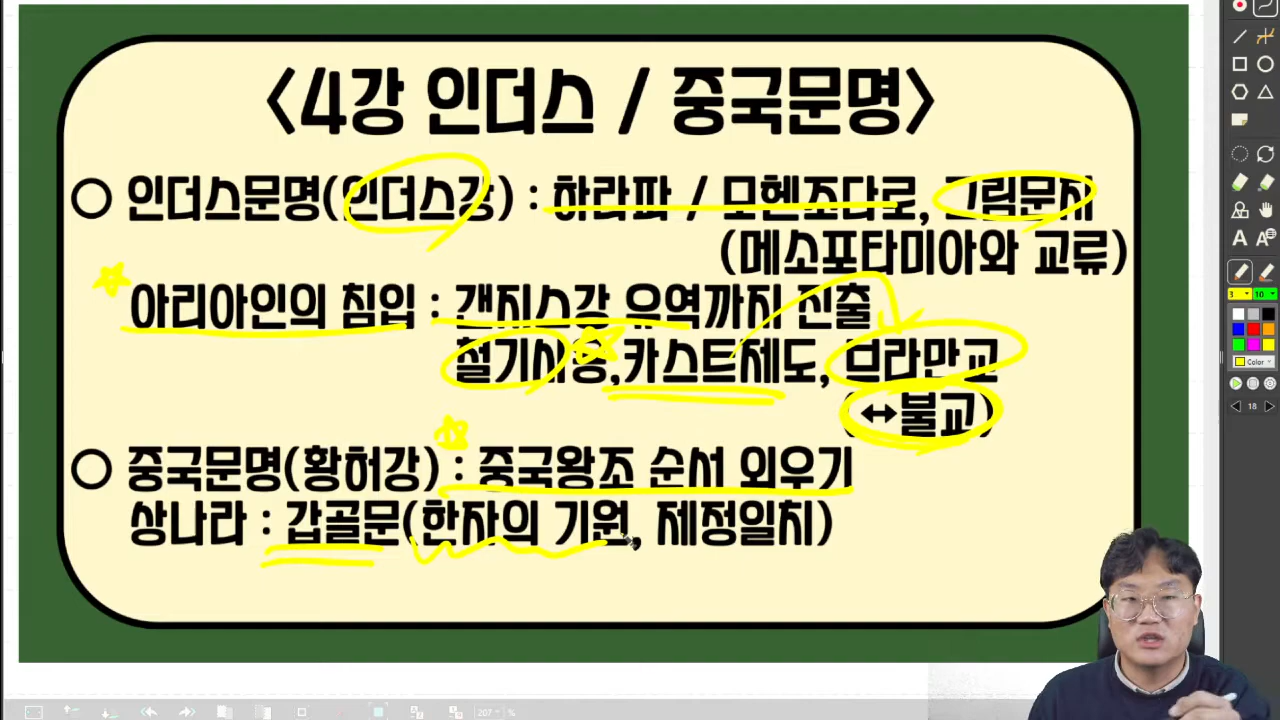 <4강 인더스 / 중국문명>
○ 인더스문명(인더스강) : 하라파 / 모헨조다로, 그림문자
(메소포타미아와 교류)
아리아인의 침입 : 갠지스강 유역까지 진출
철기사용,카스트제도, 브라만교
(↔불교)
○ 중국문명(황허강) : 중국왕조 순서 외우기
상나라 : 갑골문(한자의 기원, 제정일치)
A A
3 10
Color
18
207 %